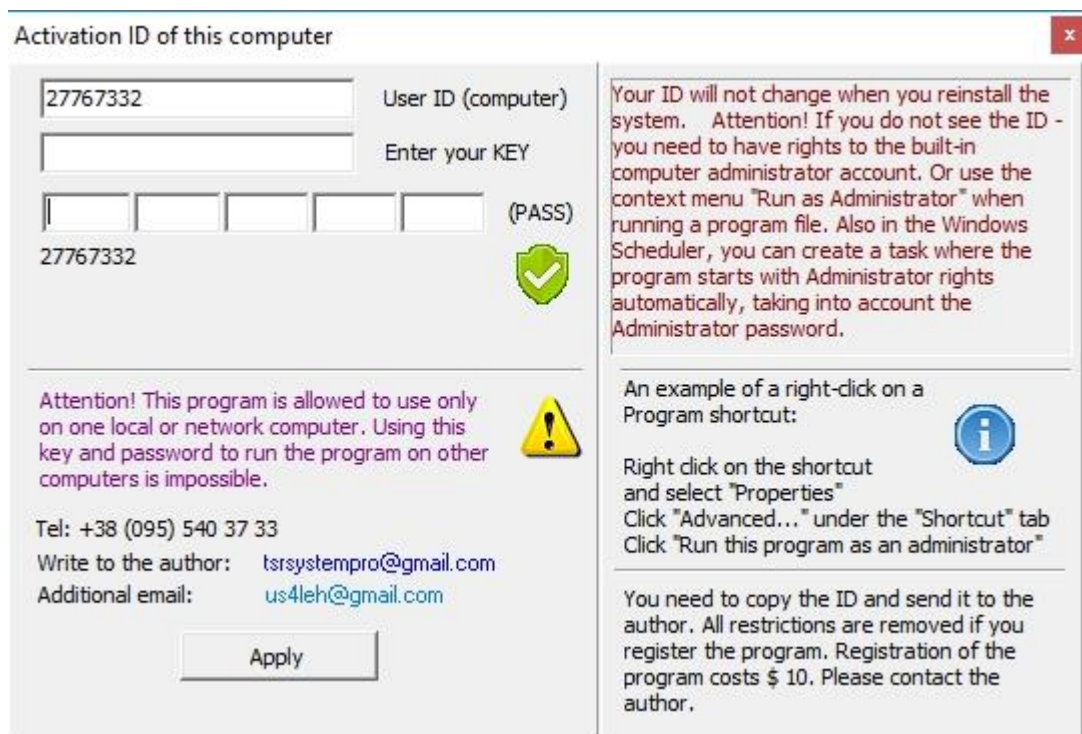 Activation ID of this computer
x
27767332
User ID (computer)
Enter your KEY
(PASS)
27767332
Attention! This program is allowed to use only
on one local or network computer. Using this
key and password to run the program on other
computers is impossible.
Tel: +38 (095) 540 37 33
Write to the author: tsrsystempro@gmail.com
Additional email: us4leh@gmail.com
Apply
Your ID will not change when you reinstall the
system. Attention! If you do not see the ID -
you need to have rights to the built-in
computer administrator account. Or use the
context menu "Run as Administrator" when
running a program file. Also in the Windows
Scheduler, you can create a task where the
program starts with Administrator rights
automatically, taking into account the
Administrator password.
An example of a right-click on a
Program shortcut:
Right click on the shortcut
and select "Properties"
Click "Advanced..." under the "Shortcut" tab
Click "Run this program as an administrator"
You need to copy the ID and send it to the
author. All restrictions are removed if you
register the program. Registration of the
program costs $ 10. Please contact the
author.